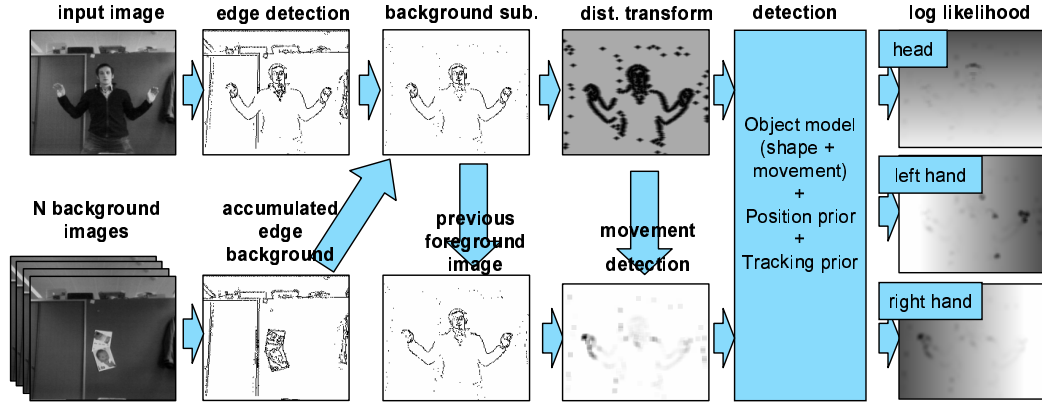 input image
edge detection
background sub.
dist. transform
detection
log likelihood
head
Object model
(shape +
movement)
+
Position prior
+
Tracking prior
left hand
N background
images
accumulated
edge
background
previous
foreground
image
movement
detection
right hand